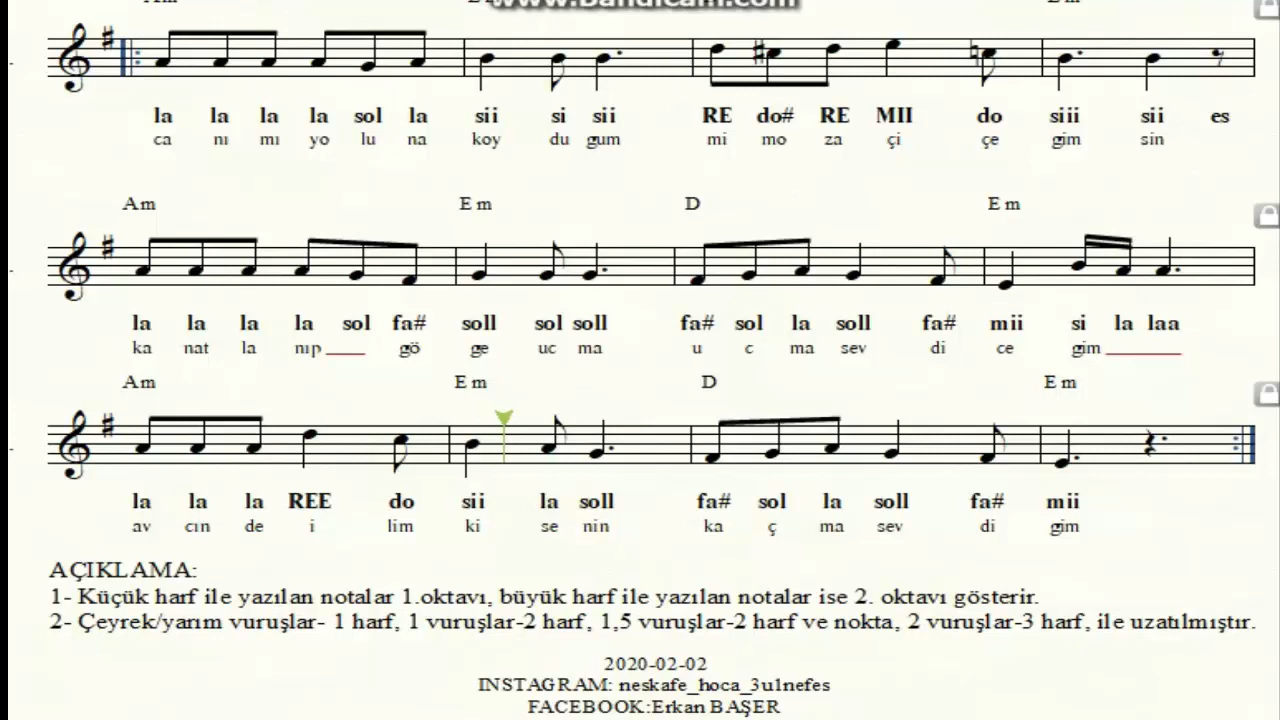 www.bandicam.com
la la la la sol la sii si sii RE do# RE MII do siii sii es
ca nı mı yo lu na koy du gum mi mo za çi çe gim sin
Am Em D Em
la la la la sol fa# soll sol soll fa# sol la soll fa# mii si la laa
ka nat la nıp gö ge uc ma u c ma sev di ce gim
Am Em D Em
la la la REE do sii la soll fa# sol la soll fa# mii
av cın de i lim ki se nin ka ç ma sev di gim
AÇIKLAMA:
1- Küçük harf ile yazılan notalar 1.oktavı, büyük harf ile yazılan notalar ise 2. oktavı gösterir.
2- Çeyrek/yarım vuruşlar- 1 harf, 1 vuruşlar-2 harf, 1,5 vuruşlar-2 harf ve nokta, 2 vuruşlar-3 harf, ile uzatılmıştır.
2020-02-02
INSTAGRAM: neskafe_hoca_3u1nefes
FACEBOOK:Erkan BAŞER